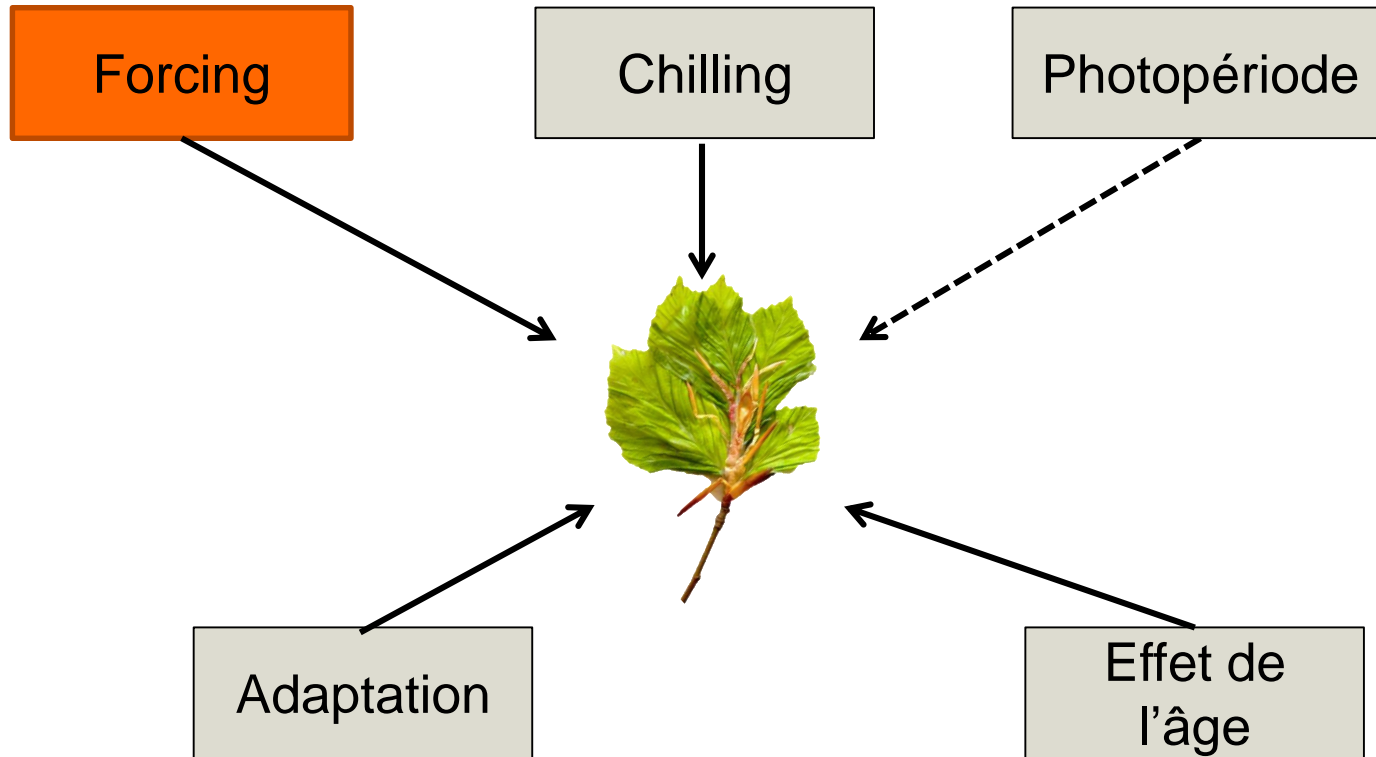 Forcing
Chilling
Photopériode
Adaptation
Effet de
l’âge